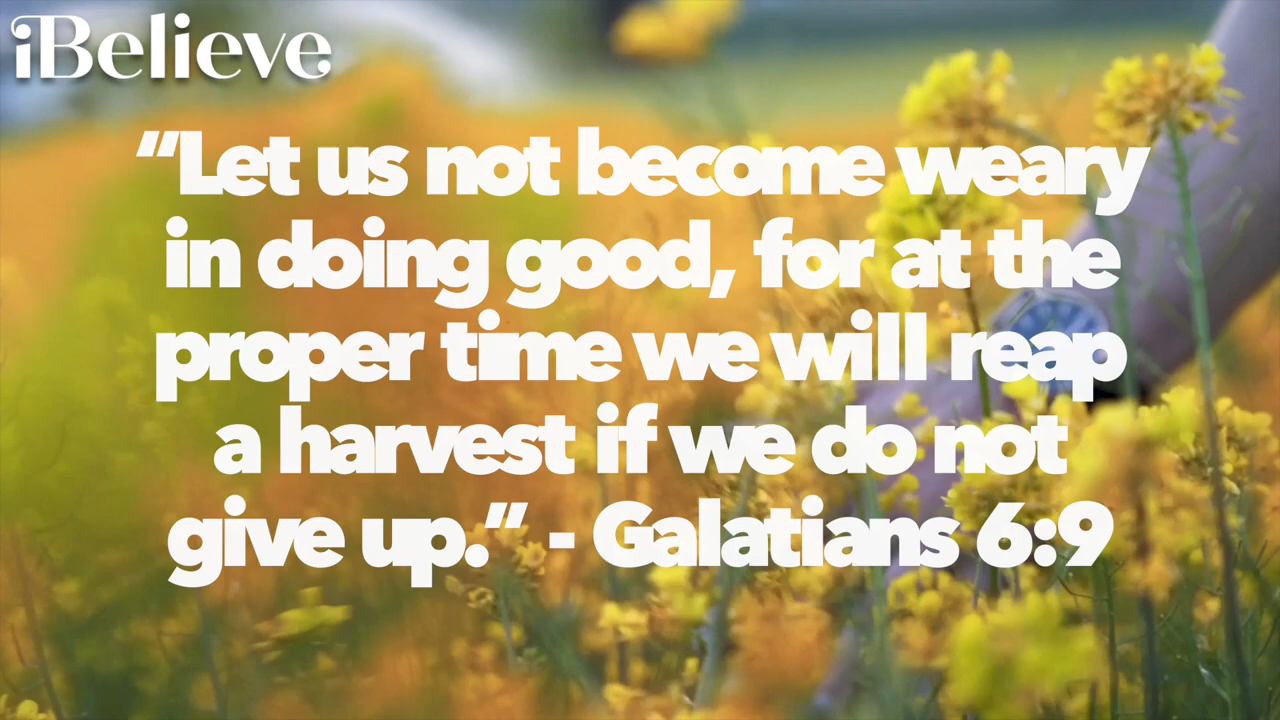 iBelieve
“Let us not become weary
in doing good, for at the
proper time we will reap
a harvest if we do not
give up.” - Galatians 6:9